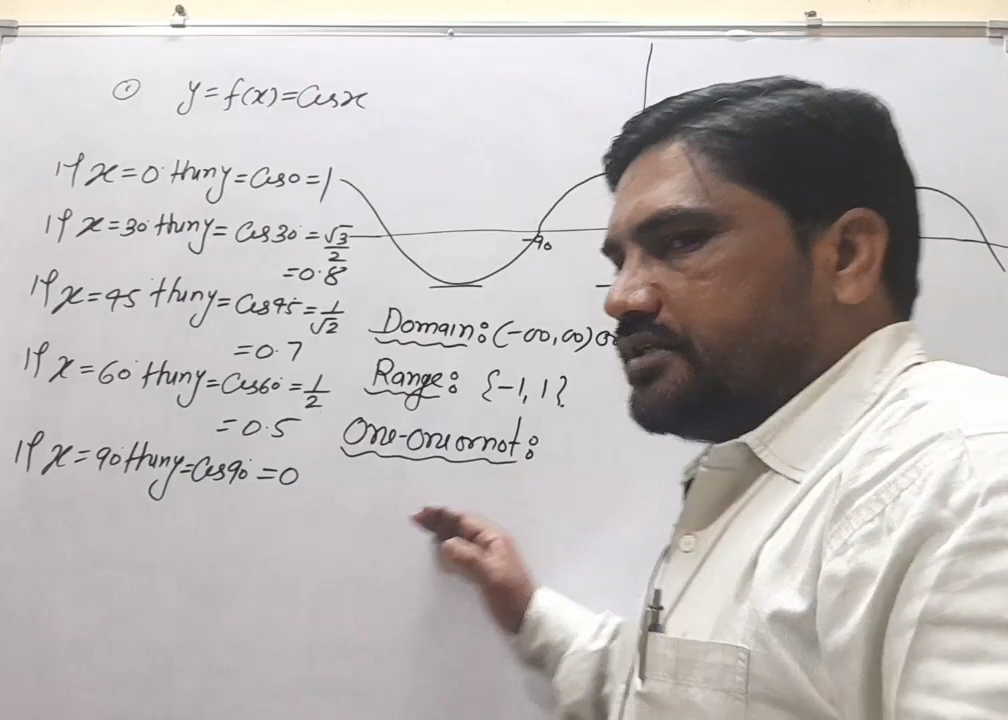 ① y = f(x) = Cosx
If x = 0° then y = Cos0 = 1
If x = 30° then y = Cos30° = √3/2
= 0.8
If x = 45° then y = Cos45° = 1/√2
= 0.7
If x = 60° then y = Cos60° = 1/2
= 0.5
If x = 90° then y = Cos90° = 0
-90
Domain: (-∞, ∞)
Range: {-1, 1}
One-one or not: